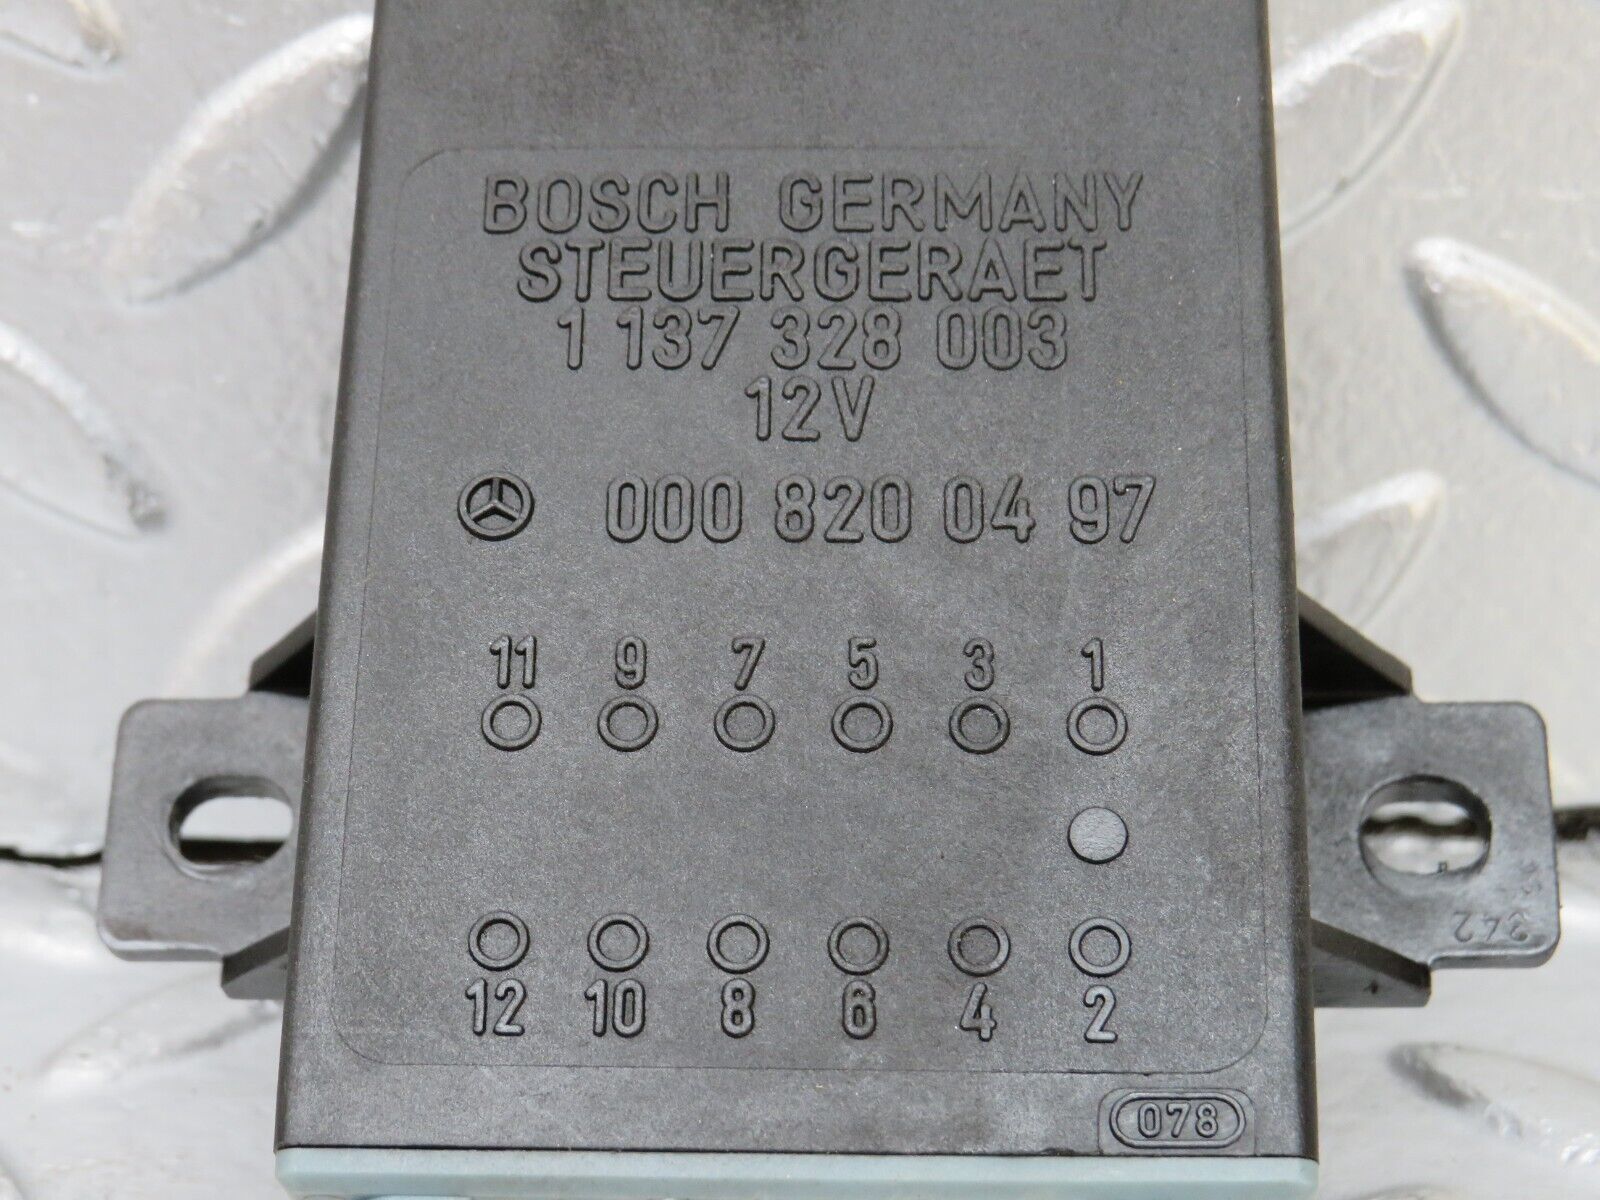 BOSCH GERMANY
STEUERGERAET
1 137 328 003
12V
000 820 04 97
11 9 7 5 3 1
12 10 8 6 4 2
078
342